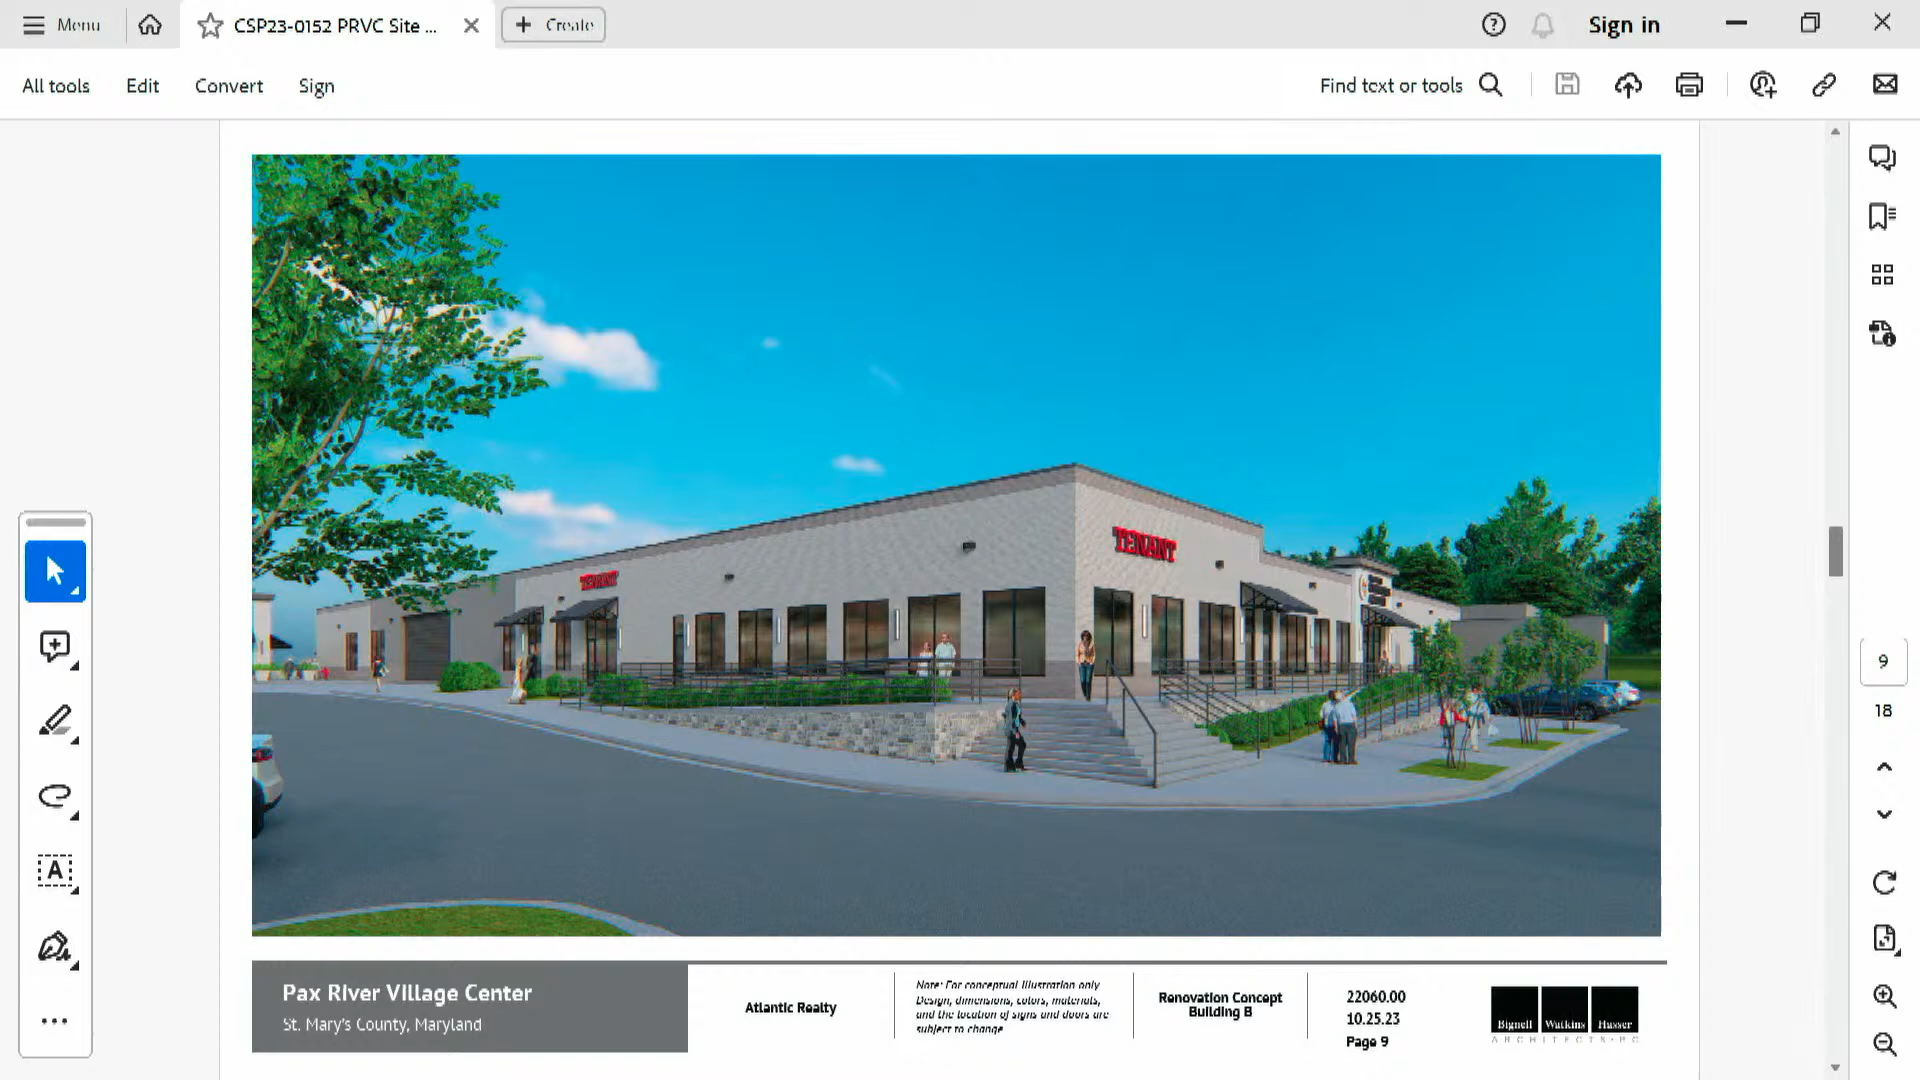 Menu
CSP23-0152 PRVC Site ...
Create
Sign in
All tools
Edit
Convert
Sign
Find text or tools
TENANT
TENANT
9
18
Pax River Village Center
St. Mary's County, Maryland
Atlantic Realty
Note: For conceptual illustration only
Design, dimensions, colors, materials,
and the location of signs and doors are
subject to change
Renovation Concept
Building B
22060.00
10.25.23
Page 9
Bignell Watkins Hasser
ARCHITECTS·PC